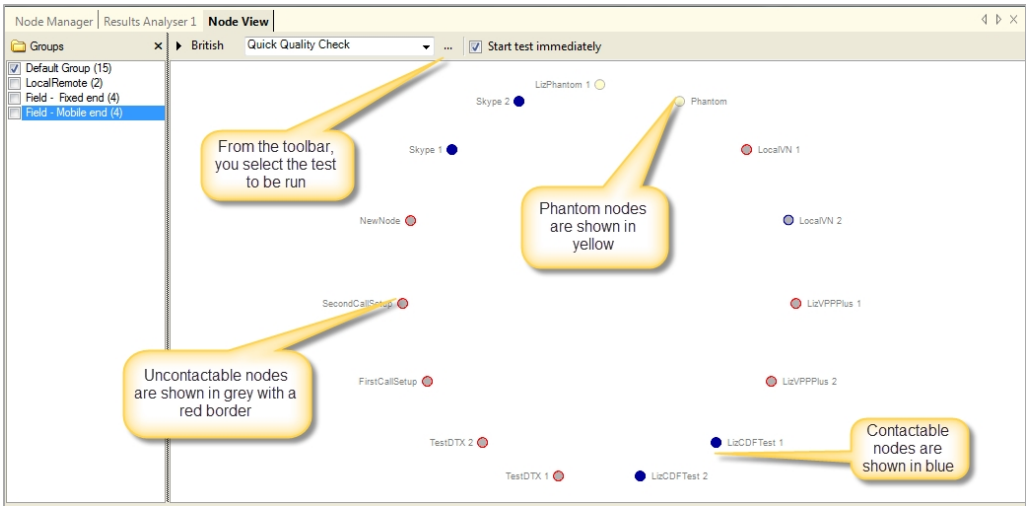 Node Manager Results Analyser 1 Node View
Groups
British Quick Quality Check ... Start test immediately
Default Group (15)
LocalRemote (2)
Field - Fixed end (4)
Field - Mobile end (4)
LizPhantom 1
Skype 2
Phantom
From the toolbar,
you select the test
to be run
Skype 1
LocalVN 1
Phantom nodes
are shown in
yellow
NewNode
LocalVN 2
SecondCallSetup
LizVPPPlus 1
Uncontactable nodes
are shown in grey with a
red border
FirstCallSetup
LizVPPPlus 2
TestDTX 2
LizCDFTest 1
Contactable
nodes are
shown in blue
TestDTX 1
LizCDFTest 2